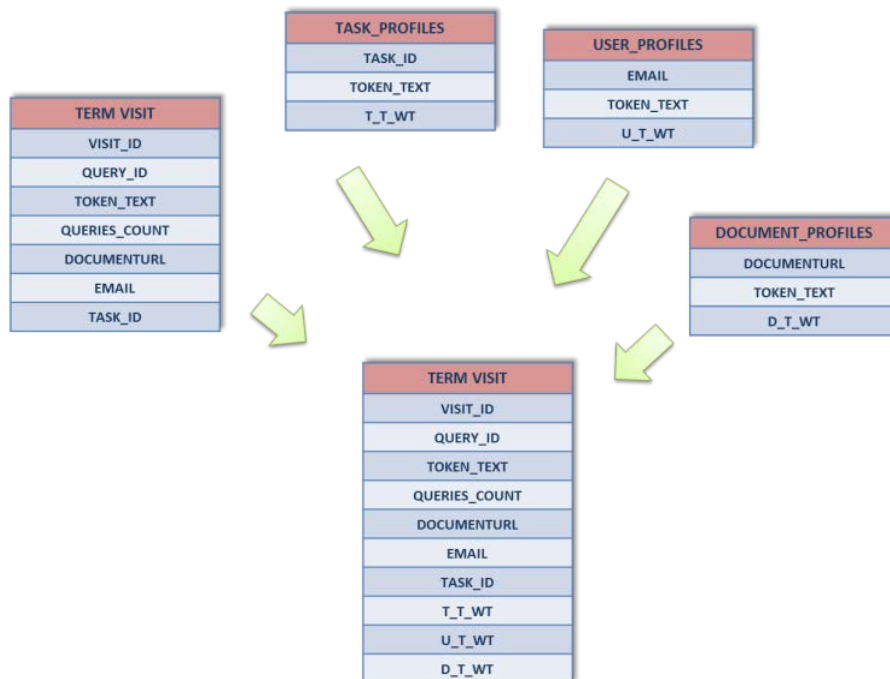 TASK_PROFILES
TASK_ID
TOKEN_TEXT
T_T_WT
USER_PROFILES
EMAIL
TOKEN_TEXT
U_T_WT
TERM VISIT
VISIT_ID
QUERY_ID
TOKEN_TEXT
QUERIES_COUNT
DOCUMENTURL
EMAIL
TASK_ID
DOCUMENT_PROFILES
DOCUMENTURL
TOKEN_TEXT
D_T_WT
TERM VISIT
VISIT_ID
QUERY_ID
TOKEN_TEXT
QUERIES_COUNT
DOCUMENTURL
EMAIL
TASK_ID
T_T_WT
U_T_WT
D_T_WT